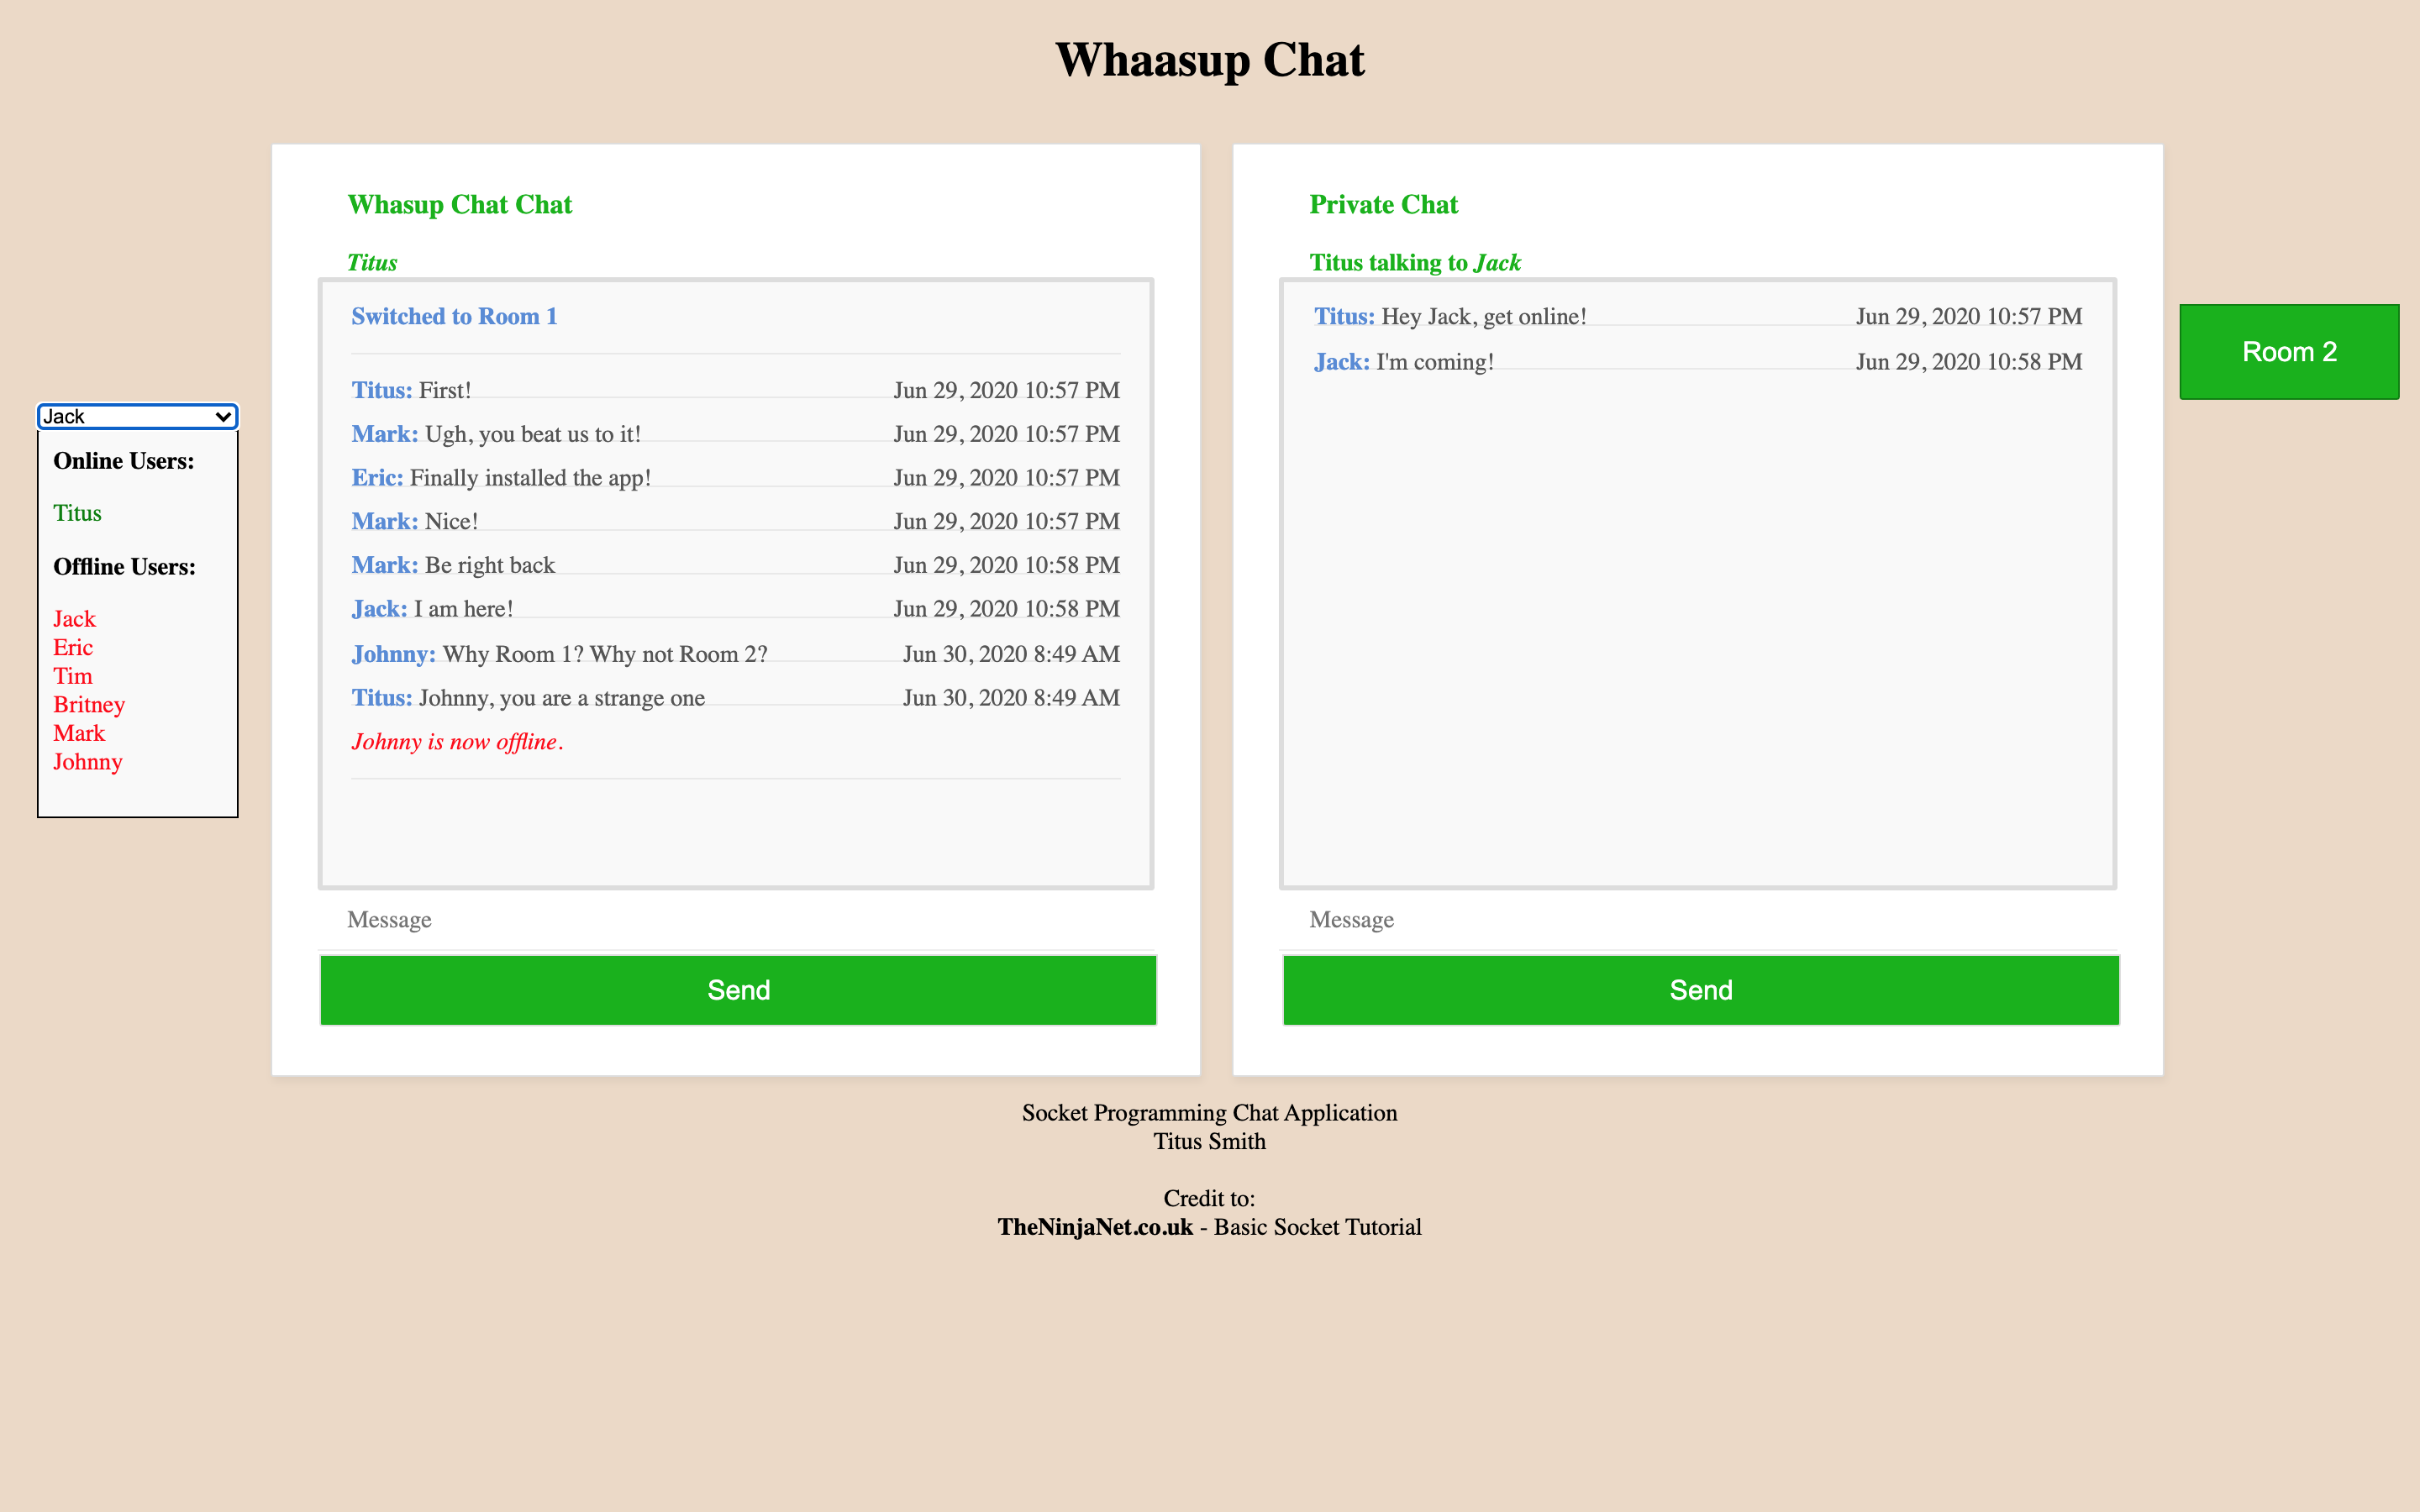 Whaasup Chat
Jack
Online Users:
Titus
Offline Users:
Jack
Eric
Tim
Britney
Mark
Johnny
Whasup Chat Chat
Titus
Switched to Room 1
Titus: First! Jun 29, 2020 10:57 PM
Mark: Ugh, you beat us to it! Jun 29, 2020 10:57 PM
Eric: Finally installed the app! Jun 29, 2020 10:57 PM
Mark: Nice! Jun 29, 2020 10:57 PM
Mark: Be right back Jun 29, 2020 10:58 PM
Jack: I am here! Jun 29, 2020 10:58 PM
Johnny: Why Room 1? Why not Room 2? Jun 30, 2020 8:49 AM
Titus: Johnny, you are a strange one Jun 30, 2020 8:49 AM
Johnny is now offline.
Message
Send
Private Chat
Titus talking to Jack
Titus: Hey Jack, get online! Jun 29, 2020 10:57 PM
Jack: I'm coming! Jun 29, 2020 10:58 PM
Message
Send
Room 2
Socket Programming Chat Application
Titus Smith
Credit to:
TheNinjaNet.co.uk - Basic Socket Tutorial